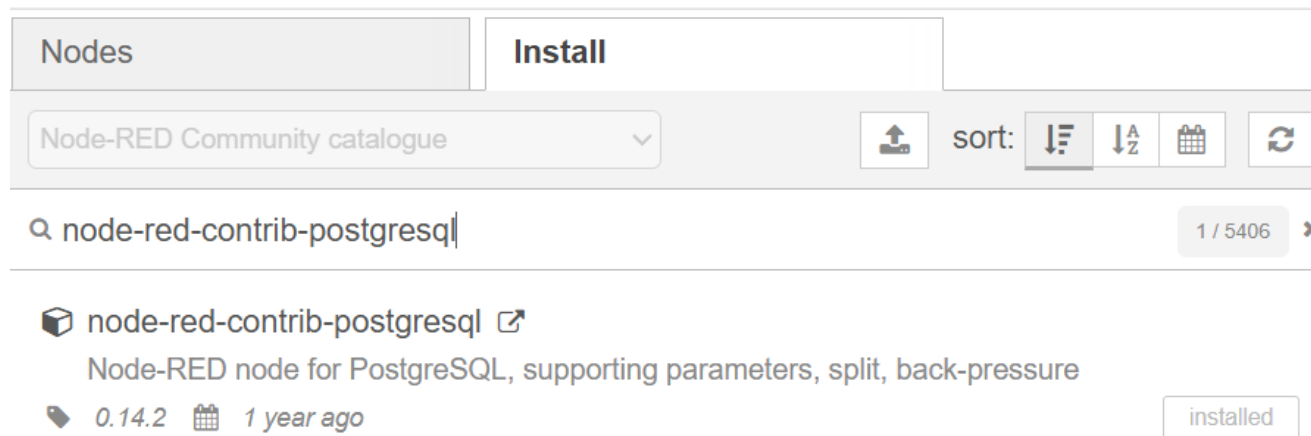 Nodes Install
Node-RED Community catalogue sort:
node-red-contrib-postgresql 1 / 5406
node-red-contrib-postgresql
Node-RED node for PostgreSQL, supporting parameters, split, back-pressure
0.14.2 1 year ago installed